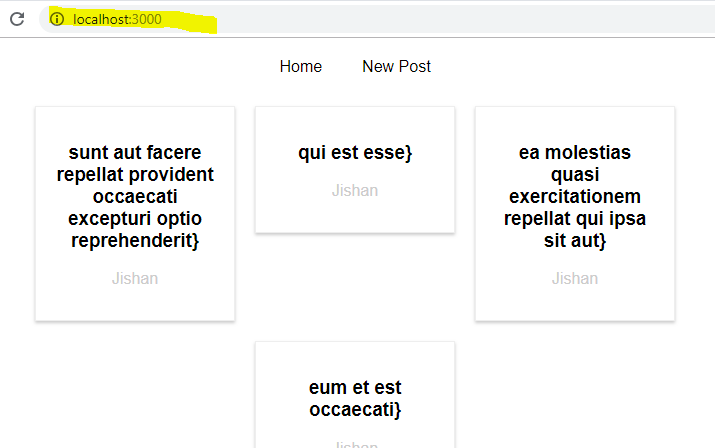 localhost:3000
Home New Post
sunt aut facere
repellat provident
occaecati
excepturi optio
reprehenderit}
Jishan
qui est esse}
Jishan
ea molestias
quasi
exercitationem
repellat qui ipsa
sit aut}
Jishan
eum et est
occaecati}
Jishan